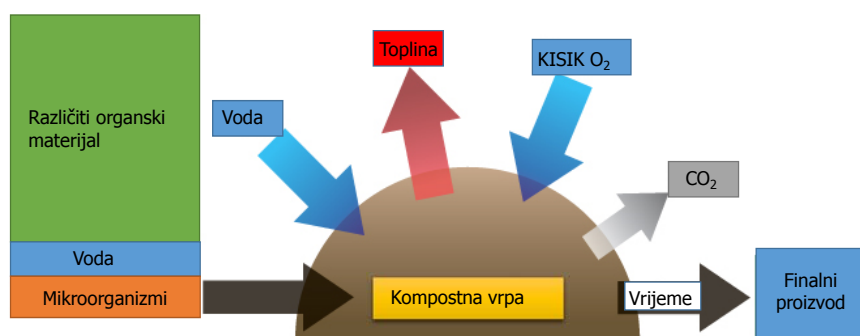 Različiti organski
materijal
Voda
Mikroorganizmi
Voda
Toplina
KISIK O₂
CO₂
Kompostna vrpa
Vrijeme
Finalni
proizvod